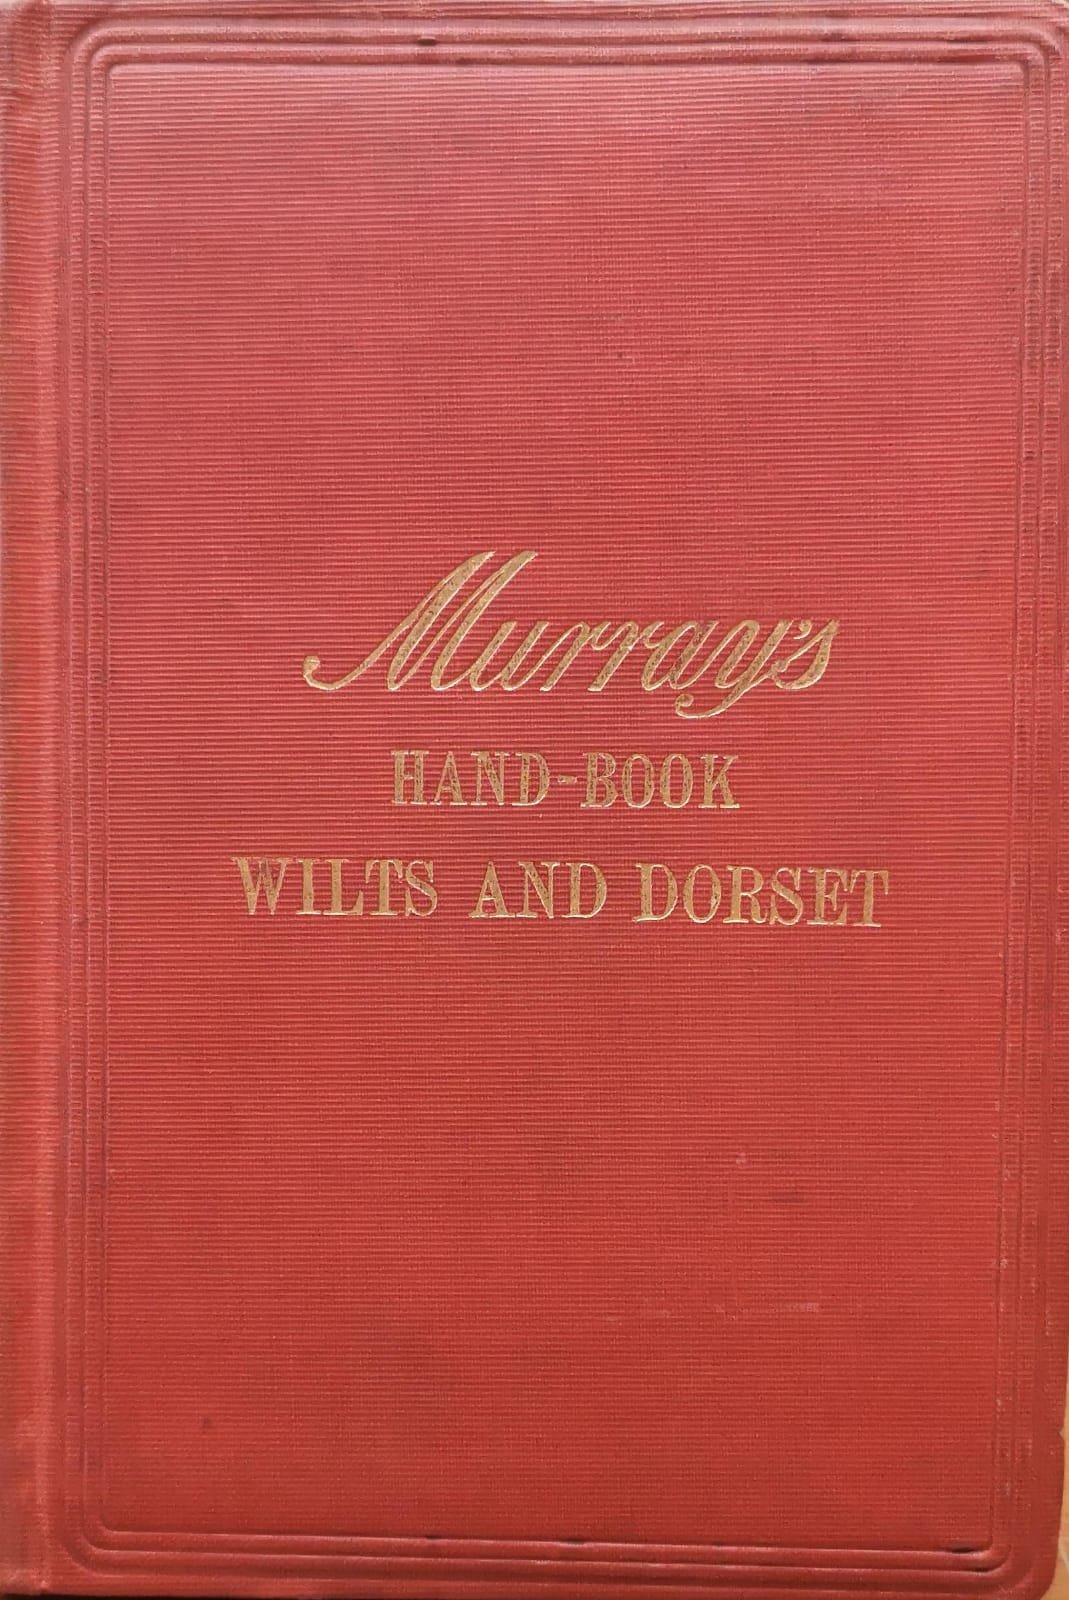 Murray's
HAND-BOOK
WILTS AND DORSET